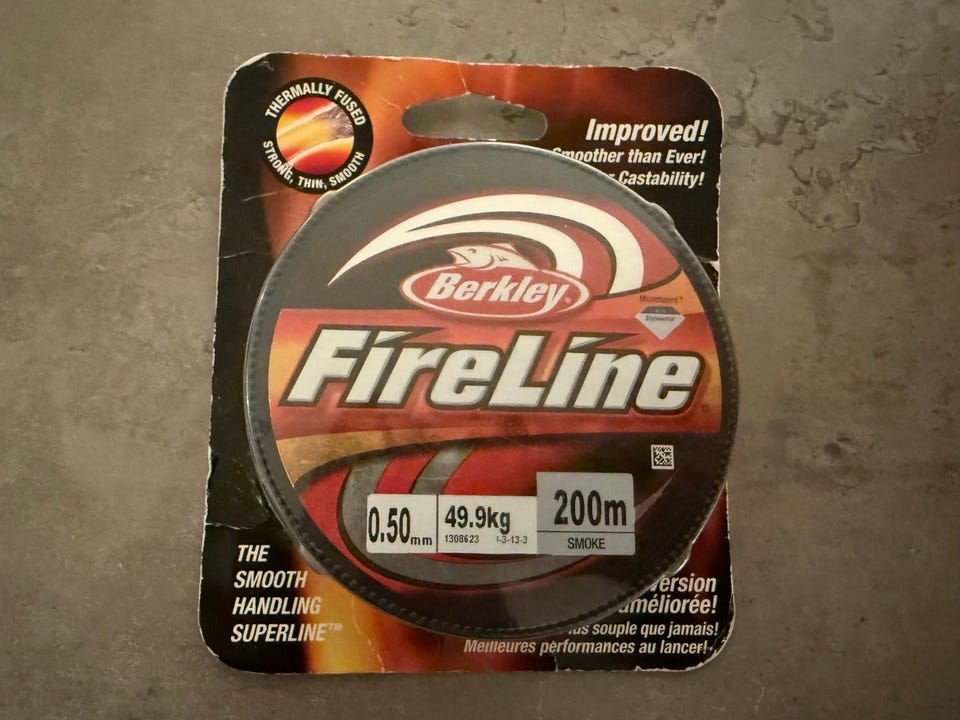 THERMALLY FUSED
STRONG, THIN, SMOOTH
Improved!
Smoother than Ever!
Castability!
Berkley
Microfused™
Dyneema
FireLine
0.50mm
49.9kg
1308623
200m
SMOKE
THE
SMOOTH
HANDLING
SUPERLINE™
version
améliorée!
plus souple que jamais!
Meilleures performances au lancer!